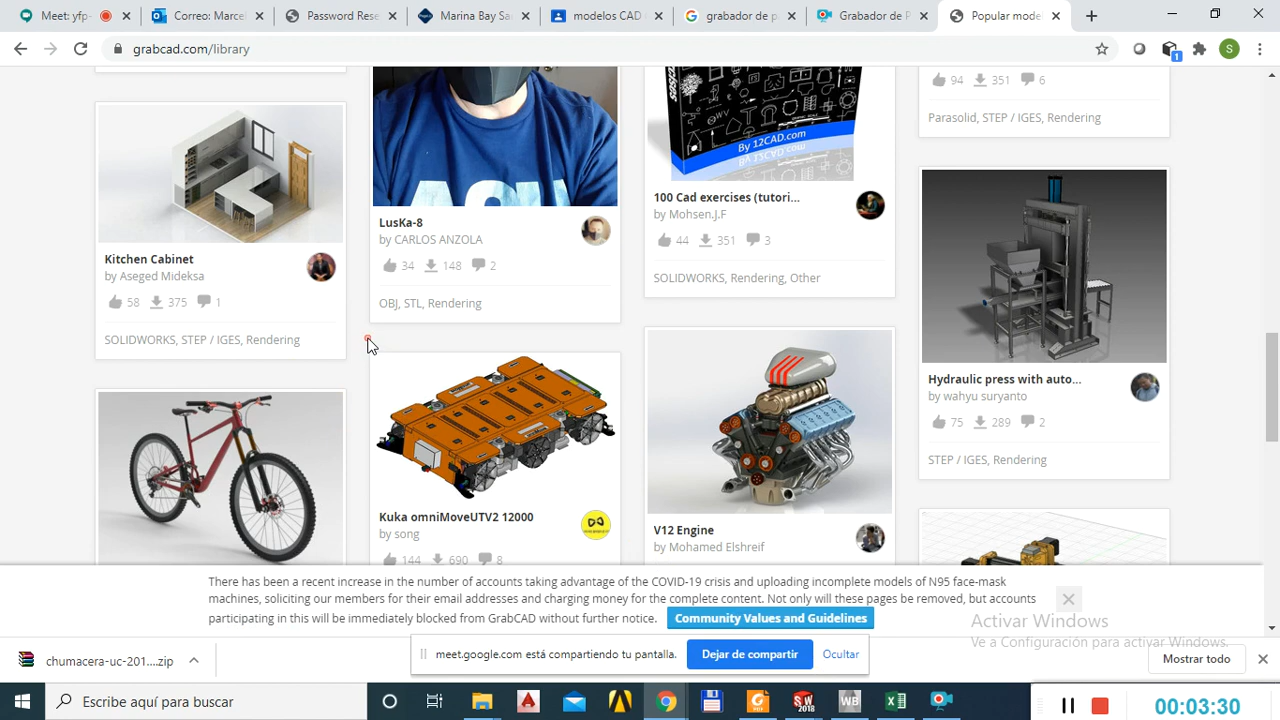 Meet: yfp-
Correo: Marcel
Password Rese
Marina Bay Sa
modelos CAD
grabador de p
Grabador de P
Popular mode
grabcad.com/library
S
1
94 351 6
Parasolid, STEP / IGES, Rendering
By 12CAD.com
Kitchen Cabinet
by Aseged Mideksa
58 375 1
SOLIDWORKS, STEP / IGES, Rendering
LusKa-8
by CARLOS ANZOLA
34 148 2
OBJ, STL, Rendering
100 Cad exercises (tutori...
by Mohsen.J.F
44 351 3
SOLIDWORKS, Rendering, Other
Hydraulic press with auto...
by wahyu suryanto
75 289 2
STEP / IGES, Rendering
Kuka omniMoveUTV2 12000
by song
144 690 8
V12 Engine
by Mohamed Elshreif
There has been a recent increase in the number of accounts taking advantage of the COVID-19 crisis and uploading incomplete models of N95 face-mask
machines, soliciting our members for their email addresses and charging money for the complete content. Not only will these pages be removed, but accounts
participating in this will be immediately blocked from GrabCAD without further notice. Community Values and Guidelines
Activar Windows
Ve a Configuración para activar Windows.
chumacera-uc-201....zip
meet.google.com está compartiendo tu pantalla. Dejar de compartir Ocultar
Mostrar todo
Escribe aquí para buscar
00:03:30